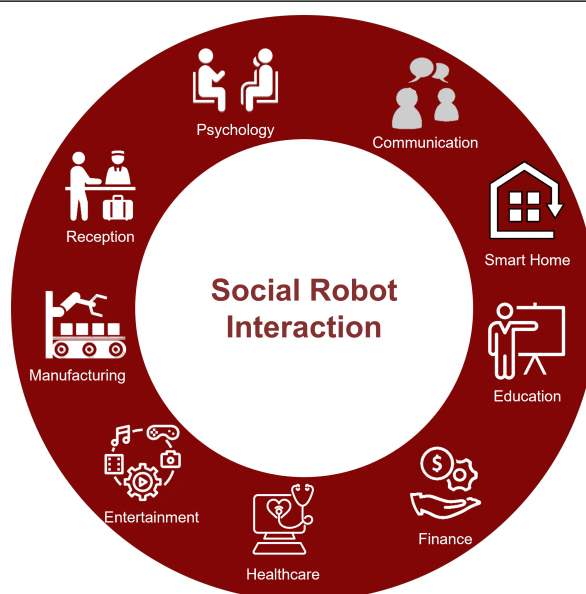 Psychology
Communication
Reception
Smart Home
Social Robot
Interaction
Manufacturing
Education
Entertainment
Finance
Healthcare
$